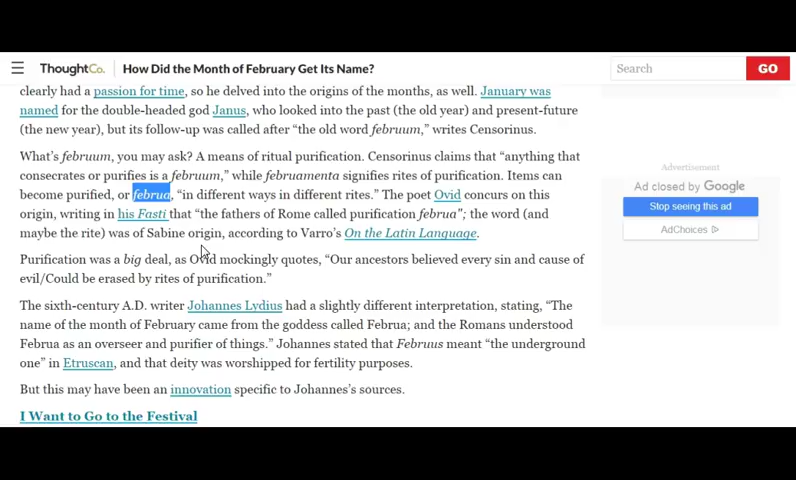 ThoughtCo. How Did the Month of February Get Its Name? Search GO
clearly had a passion for time, so he delved into the origins of the months, as well. January was
named for the double-headed god Janus, who looked into the past (the old year) and present-future
(the new year), but its follow-up was called after “the old word februum,” writes Censorinus.
What’s februum, you may ask? A means of ritual purification. Censorinus claims that “anything that
consecrates or purifies is a februum,” while februamenta signifies rites of purification. Items can
become purified, or februa, “in different ways in different rites.” The poet Ovid concurs on this
origin, writing in his Fasti that “the fathers of Rome called purification februa”; the word (and
maybe the rite) was of Sabine origin, according to Varro’s On the Latin Language.
Purification was a big deal, as Ovid mockingly quotes, “Our ancestors believed every sin and cause of
evil/Could be erased by rites of purification.”
The sixth-century A.D. writer Johannes Lydius had a slightly different interpretation, stating, “The
name of the month of February came from the goddess called Februa; and the Romans understood
Februa as an overseer and purifier of things.” Johannes stated that Februus meant “the underground
one” in Etruscan, and that deity was worshipped for fertility purposes.
But this may have been an innovation specific to Johannes’s sources.
I Want to Go to the Festival
Advertisement
Ad closed by Google
Stop seeing this ad
AdChoices